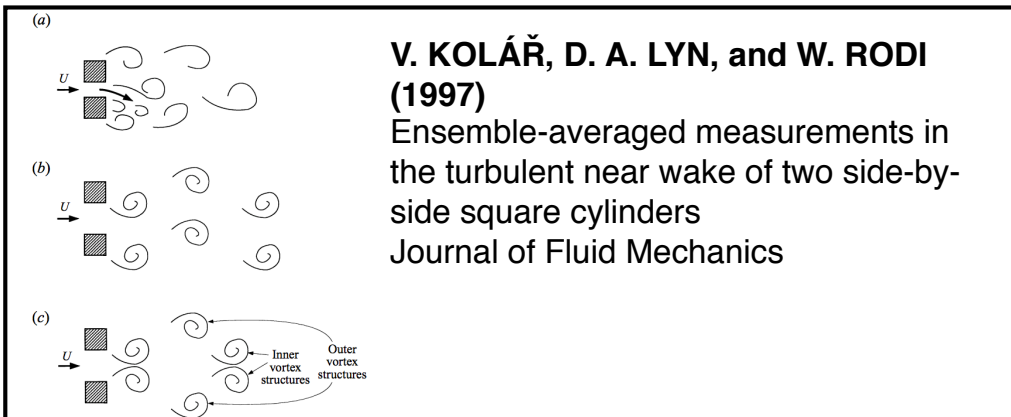 (a)
U
(b)
U
(c)
U
Inner
vortex
structures
Outer
vortex
structures
V. KOLÁŘ, D. A. LYN, and W. RODI
(1997)
Ensemble-averaged measurements in
the turbulent near wake of two side-by-
side square cylinders
Journal of Fluid Mechanics